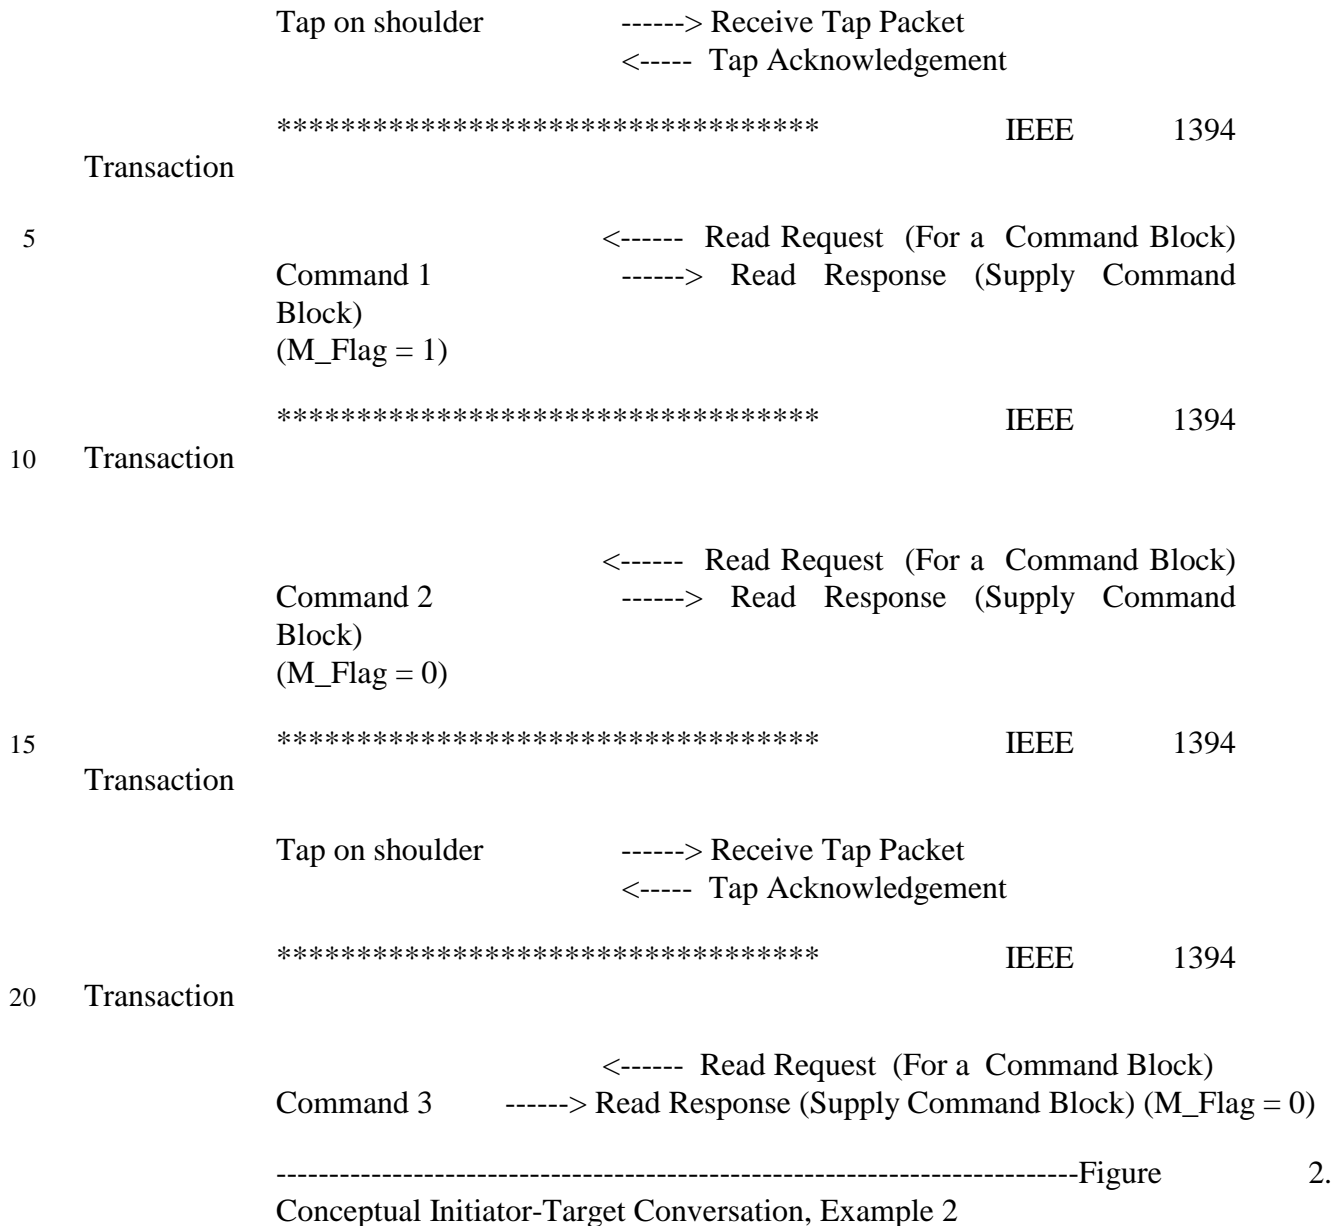 Tap on shoulder ------> Receive Tap Packet
<----- Tap Acknowledgement
********************************** IEEE 1394
Transaction
5 <------ Read Request (For a Command Block)
Command 1 ------> Read Response (Supply Command
Block)
(M_Flag = 1)
********************************** IEEE 1394
10 Transaction
<------ Read Request (For a Command Block)
Command 2 ------> Read Response (Supply Command
Block)
(M_Flag = 0)
15 ********************************** IEEE 1394
Transaction
Tap on shoulder ------> Receive Tap Packet
<----- Tap Acknowledgement
********************************** IEEE 1394
20 Transaction
<------ Read Request (For a Command Block)
Command 3 ------> Read Response (Supply Command Block) (M_Flag = 0)
-----------------------------------------------------------------------------Figure 2.
Conceptual Initiator-Target Conversation, Example 2